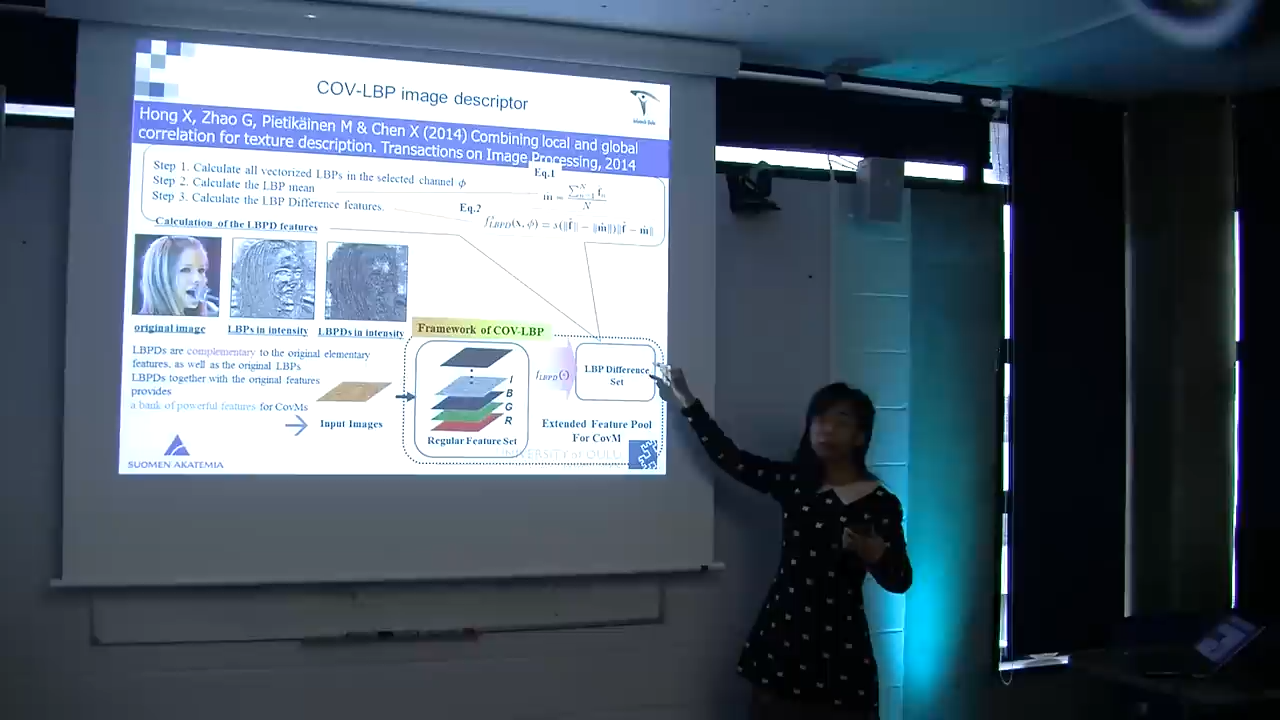 COV-LBP image descriptor
Hong X, Zhao G, Pietikäinen M & Chen X (2014) Combining local and global
correlation for texture description. Transactions on Image Processing, 2014
Step 1. Calculate all vectorized LBPs in the selected channel ϕ
Step 2. Calculate the LBP mean
Step 3. Calculate the LBP Difference features.
Eq.1
Eq.2
Calculation of the LBPD features
original image
LBPs in intensity
LBPDs in intensity
LBPDs are complementary to the original elementary
features, as well as the original LBPs
LBPDs together with the original features
provides
a bank of powerful features for CovMs
Framework of COV-LBP
Input Images
I
B
G
R
Regular Feature Set
LBP Difference
Set
Extended Feature Pool
For CovM
SUOMEN AKATEMIA
UNIVERSITY of OULU